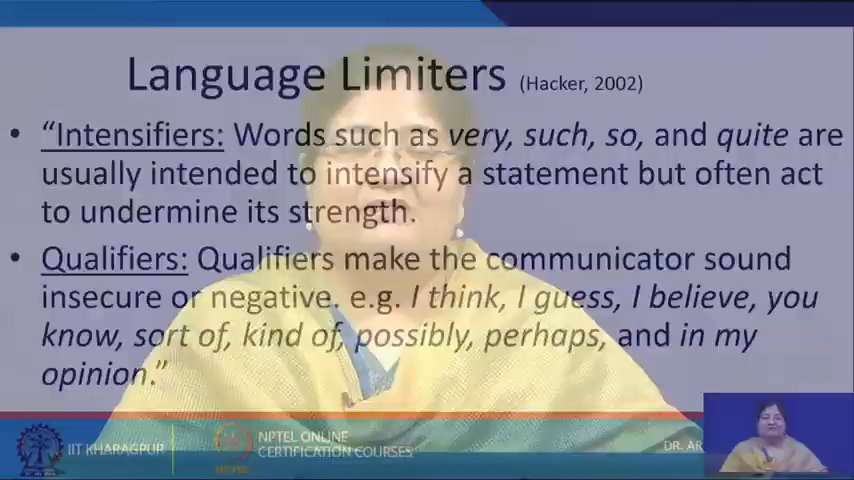 Language Limiters (Hacker, 2002)
• “Intensifiers: Words such as very, such, so, and quite are
usually intended to intensify a statement but often act
to undermine its strength.
• Qualifiers: Qualifiers make the communicator sound
insecure or negative. e.g. I think, I guess, I believe, you
know, sort of, kind of, possibly, perhaps, and in my
opinion.”
IIT KHARAGPUR
NPTEL ONLINE
CERTIFICATION COURSES
DR. AR